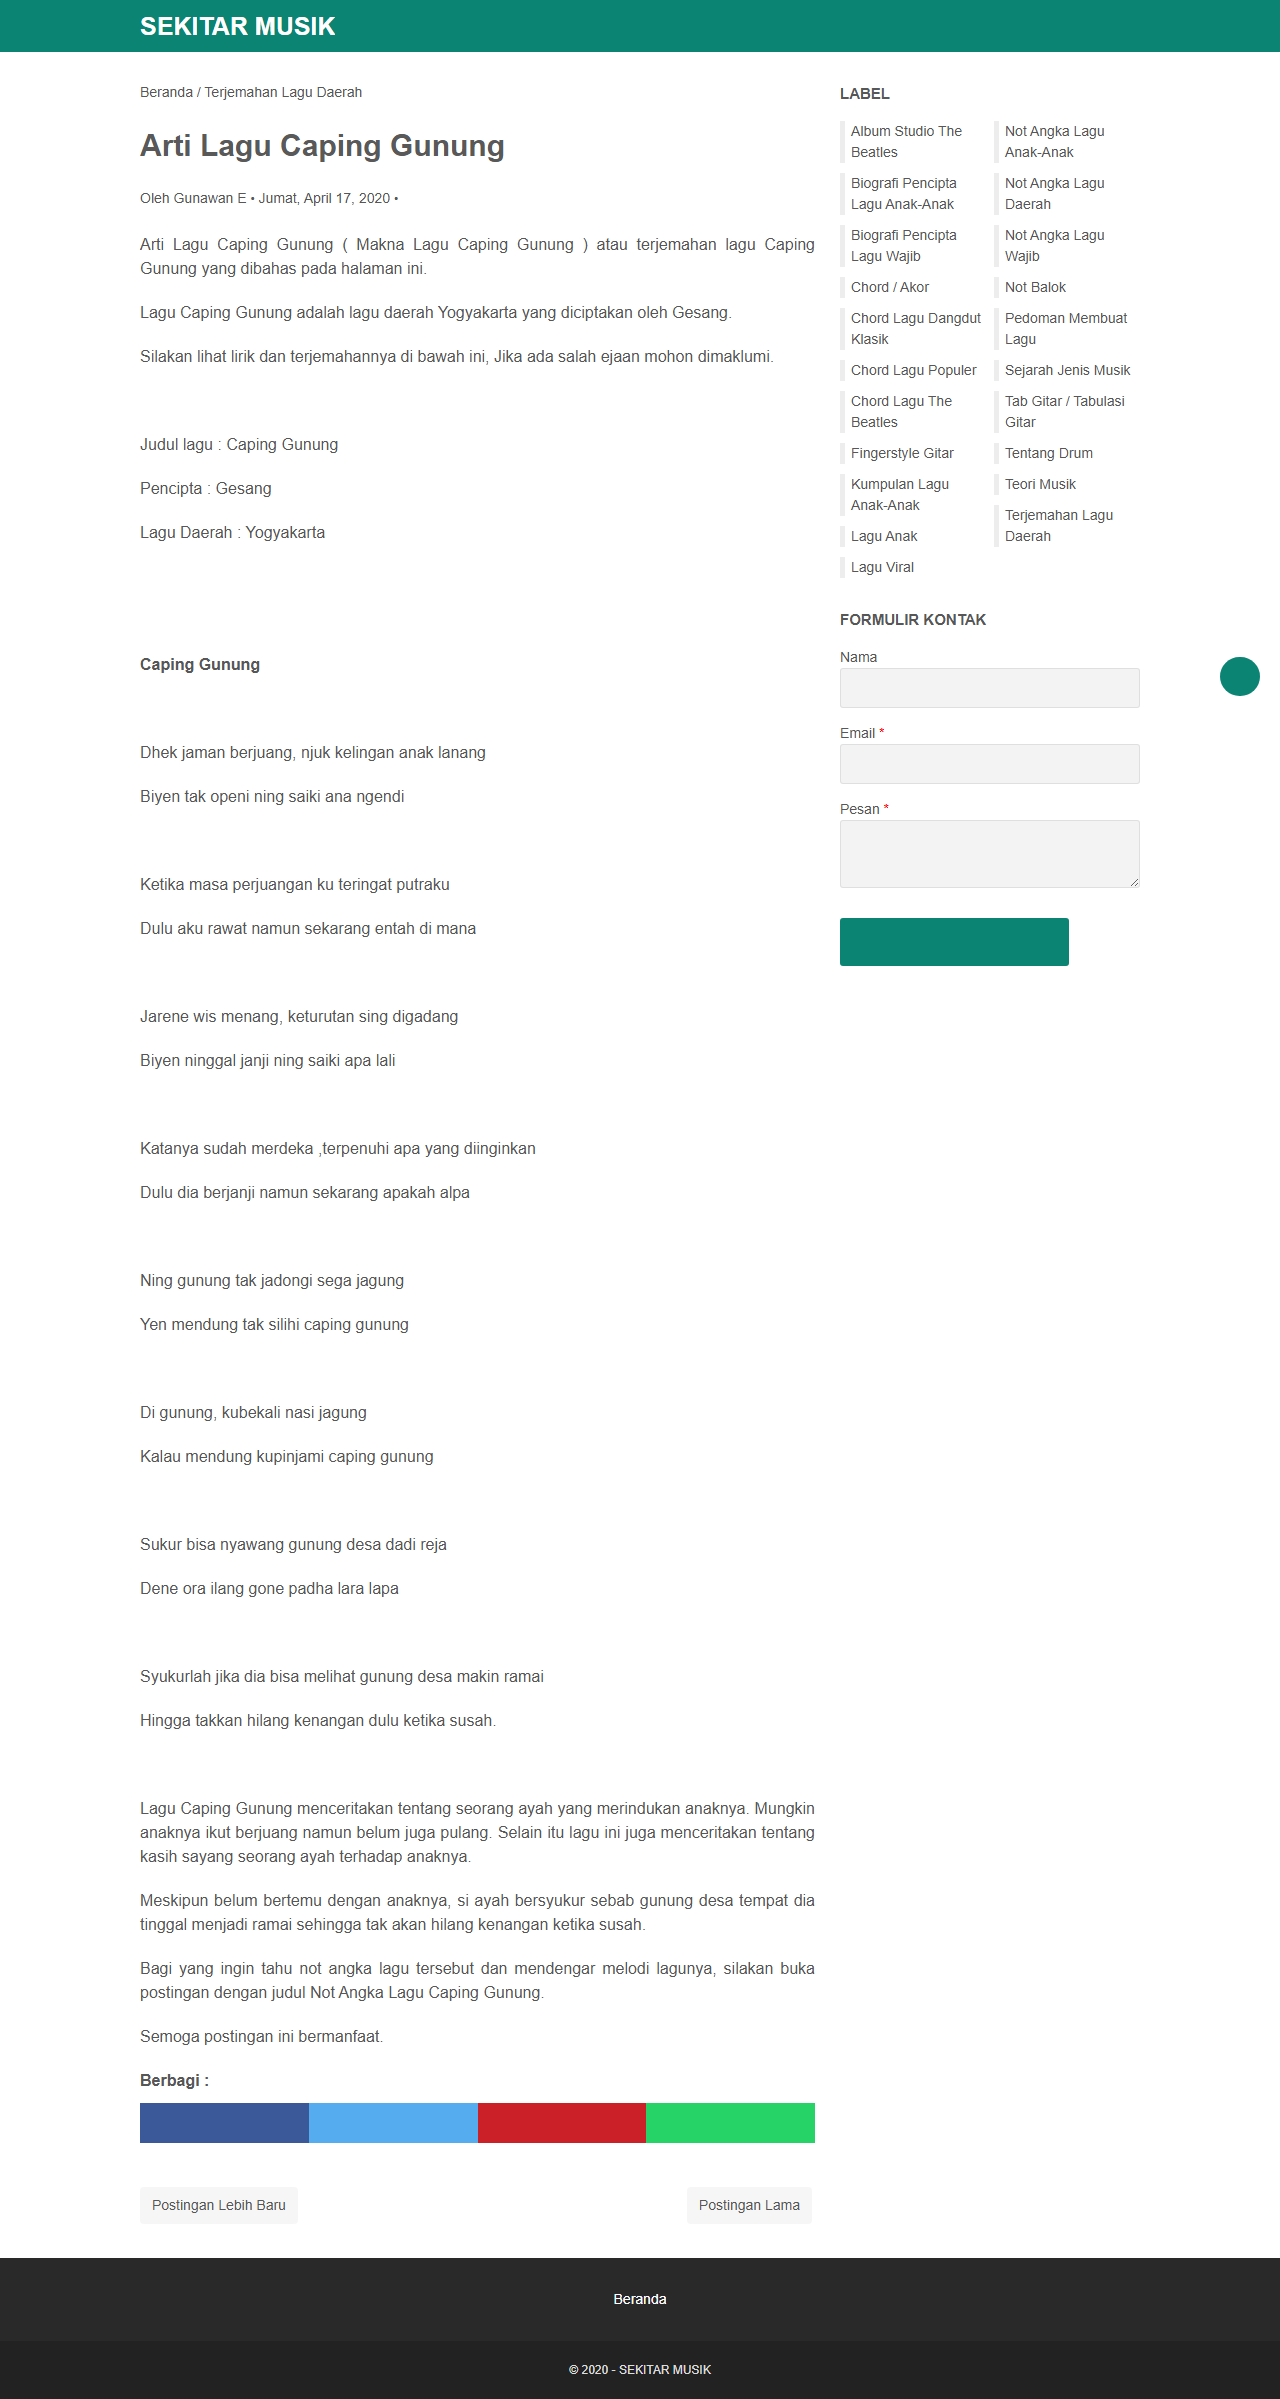 SEKITAR MUSIK
Beranda / Terjemahan Lagu Daerah
Arti Lagu Caping Gunung
Oleh Gunawan E • Jumat, April 17, 2020 •
Arti Lagu Caping Gunung ( Makna Lagu Caping Gunung ) atau terjemahan lagu Caping
Gunung yang dibahas pada halaman ini.
Lagu Caping Gunung adalah lagu daerah Yogyakarta yang diciptakan oleh Gesang.
Silakan lihat lirik dan terjemahannya di bawah ini, Jika ada salah ejaan mohon dimaklumi.
Judul lagu : Caping Gunung
Pencipta : Gesang
Lagu Daerah : Yogyakarta
Caping Gunung
Dhek jaman berjuang, njuk kelingan anak lanang
Biyen tak openi ning saiki ana ngendi
Ketika masa perjuangan ku teringat putraku
Dulu aku rawat namun sekarang entah di mana
Jarene wis menang, keturutan sing digadang
Biyen ninggal janji ning saiki apa lali
Katanya sudah merdeka ,terpenuhi apa yang diinginkan
Dulu dia berjanji namun sekarang apakah alpa
Ning gunung tak jadongi sega jagung
Yen mendung tak silihi caping gunung
Di gunung, kubekali nasi jagung
Kalau mendung kupinjami caping gunung
Sukur bisa nyawang gunung desa dadi reja
Dene ora ilang gone padha lara lapa
Syukurlah jika dia bisa melihat gunung desa makin ramai
Hingga takkan hilang kenangan dulu ketika susah.
Lagu Caping Gunung menceritakan tentang seorang ayah yang merindukan anaknya. Mungkin
anaknya ikut berjuang namun belum juga pulang. Selain itu lagu ini juga menceritakan tentang
kasih sayang seorang ayah terhadap anaknya.
Meskipun belum bertemu dengan anaknya, si ayah bersyukur sebab gunung desa tempat dia
tinggal menjadi ramai sehingga tak akan hilang kenangan ketika susah.
Bagi yang ingin tahu not angka lagu tersebut dan mendengar melodi lagunya, silakan buka
postingan dengan judul Not Angka Lagu Caping Gunung.
Semoga postingan ini bermanfaat.
Berbagi :
Postingan Lebih Baru
Postingan Lama
LABEL
Album Studio The
Beatles
Biografi Pencipta
Lagu Anak-Anak
Biografi Pencipta
Lagu Wajib
Chord / Akor
Chord Lagu Dangdut
Klasik
Chord Lagu Populer
Chord Lagu The
Beatles
Fingerstyle Gitar
Kumpulan Lagu
Anak-Anak
Lagu Anak
Lagu Viral
Not Angka Lagu
Anak-Anak
Not Angka Lagu
Daerah
Not Angka Lagu
Wajib
Not Balok
Pedoman Membuat
Lagu
Sejarah Jenis Musik
Tab Gitar / Tabulasi
Gitar
Tentang Drum
Teori Musik
Terjemahan Lagu
Daerah
FORMULIR KONTAK
Nama
Email *
Pesan *
Beranda
© 2020 - SEKITAR MUSIK